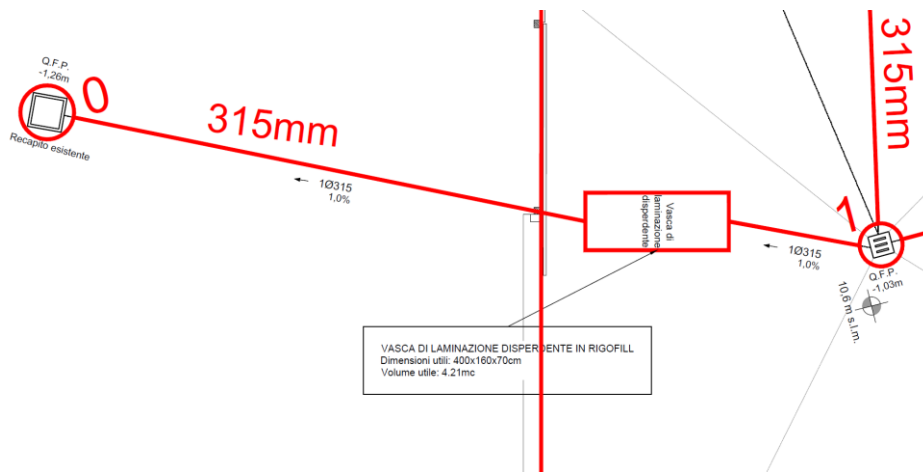 Q.F.P.
-1,26m
0
Recapito esistente
315mm
1Ø315
1,0%
Vasca di
laminazione
disperdente
1Ø315
1,0%
1
315mm
Q.F.P.
-1,03m
10,6 m s.l.m.
VASCA DI LAMINAZIONE DISPERDENTE IN RIGOFILL
Dimensioni utili: 400x160x70cm
Volume utile: 4.21mc